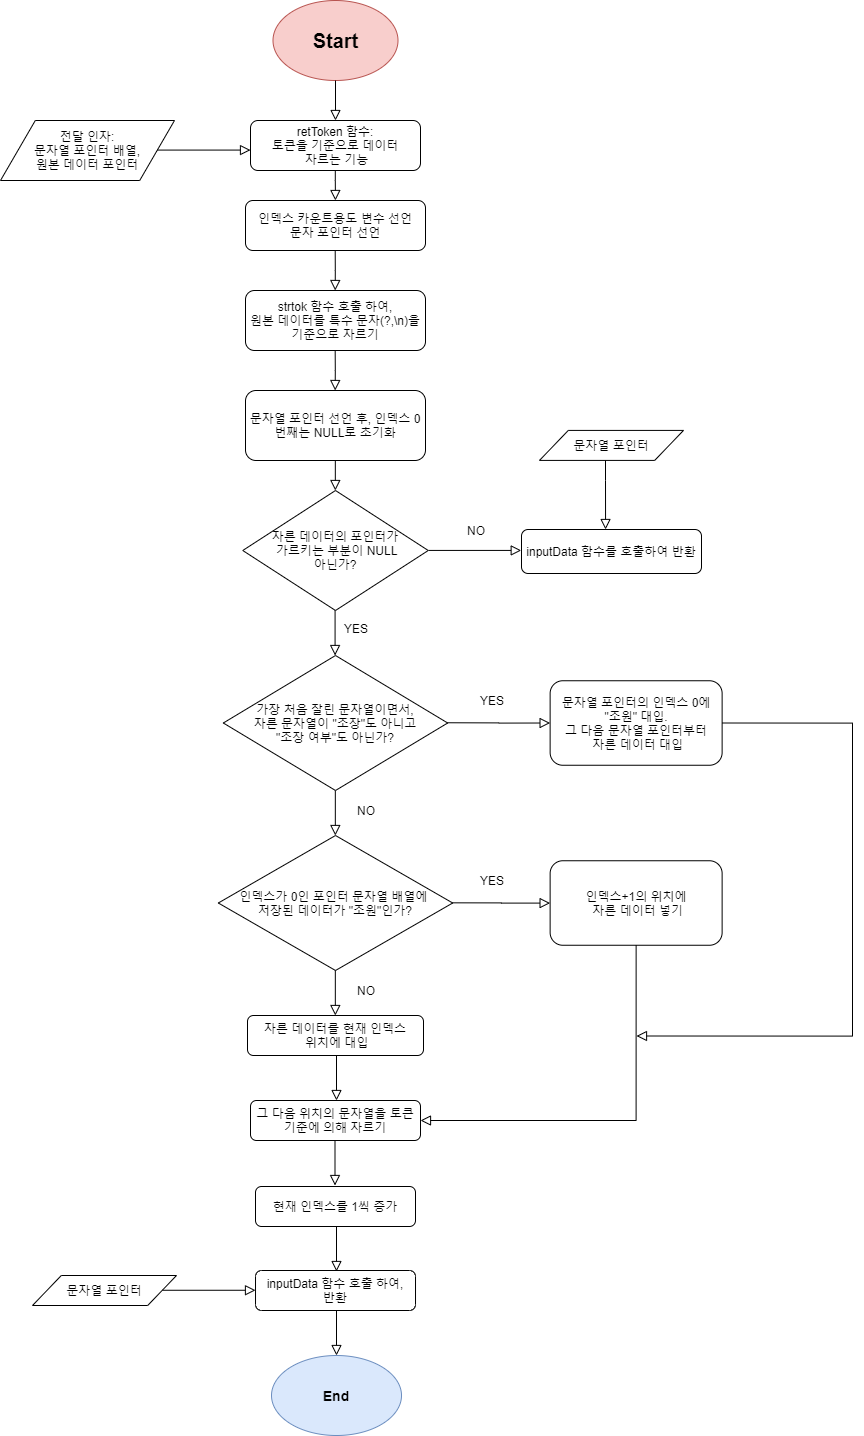 Start
retToken 함수:
토큰을 기준으로 데이터
자르는 기능
전달 인자:
문자열 포인터 배열,
원본 데이터 포인터
인덱스 카운트용도 변수 선언
문자 포인터 선언
strtok 함수 호출 하여,
원본 데이터를 특수 문자(?,\n)을
기준으로 자르기
문자열 포인터 선언 후, 인덱스 0
번째는 NULL로 초기화
문자열 포인터
자른 데이터의 포인터가
가르키는 부분이 NULL
아닌가?
NO
inputData 함수를 호출하여 반환
YES
가장 처음 잘린 문자열이면서,
자른 문자열이 "조장"도 아니고
"조장 여부"도 아닌가?
YES
문자열 포인터의 인덱스 0에
"조원" 대입.
그 다음 문자열 포인터부터
자른 데이터 대입
NO
인덱스가 0인 포인터 문자열 배열에
저장된 데이터가 "조원"인가?
YES
인덱스+1의 위치에
자른 데이터 넣기
NO
자른 데이터를 현재 인덱스
위치에 대입
그 다음 위치의 문자열을 토큰
기준에 의해 자르기
현재 인덱스를 1씩 증가
문자열 포인터
inputData 함수 호출 하여,
반환
End